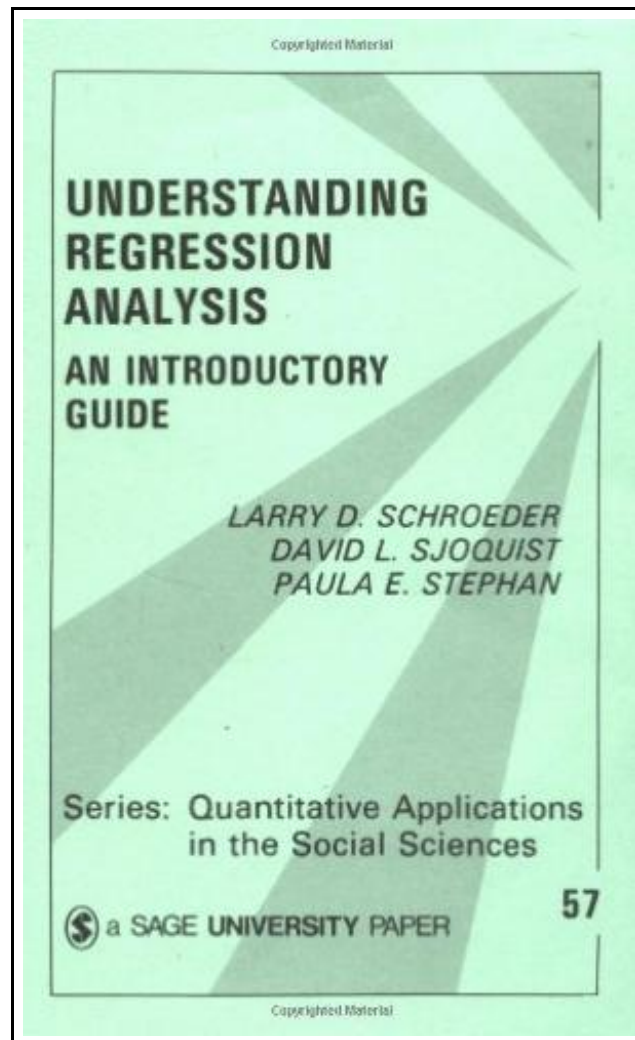 Copyrighted Material
UNDERSTANDING
REGRESSION
ANALYSIS
AN INTRODUCTORY
GUIDE
LARRY D. SCHROEDER
DAVID L. SJOQUIST
PAULA E. STEPHAN
Series: Quantitative Applications
in the Social Sciences
57
S a SAGE UNIVERSITY PAPER
Copyrighted Material